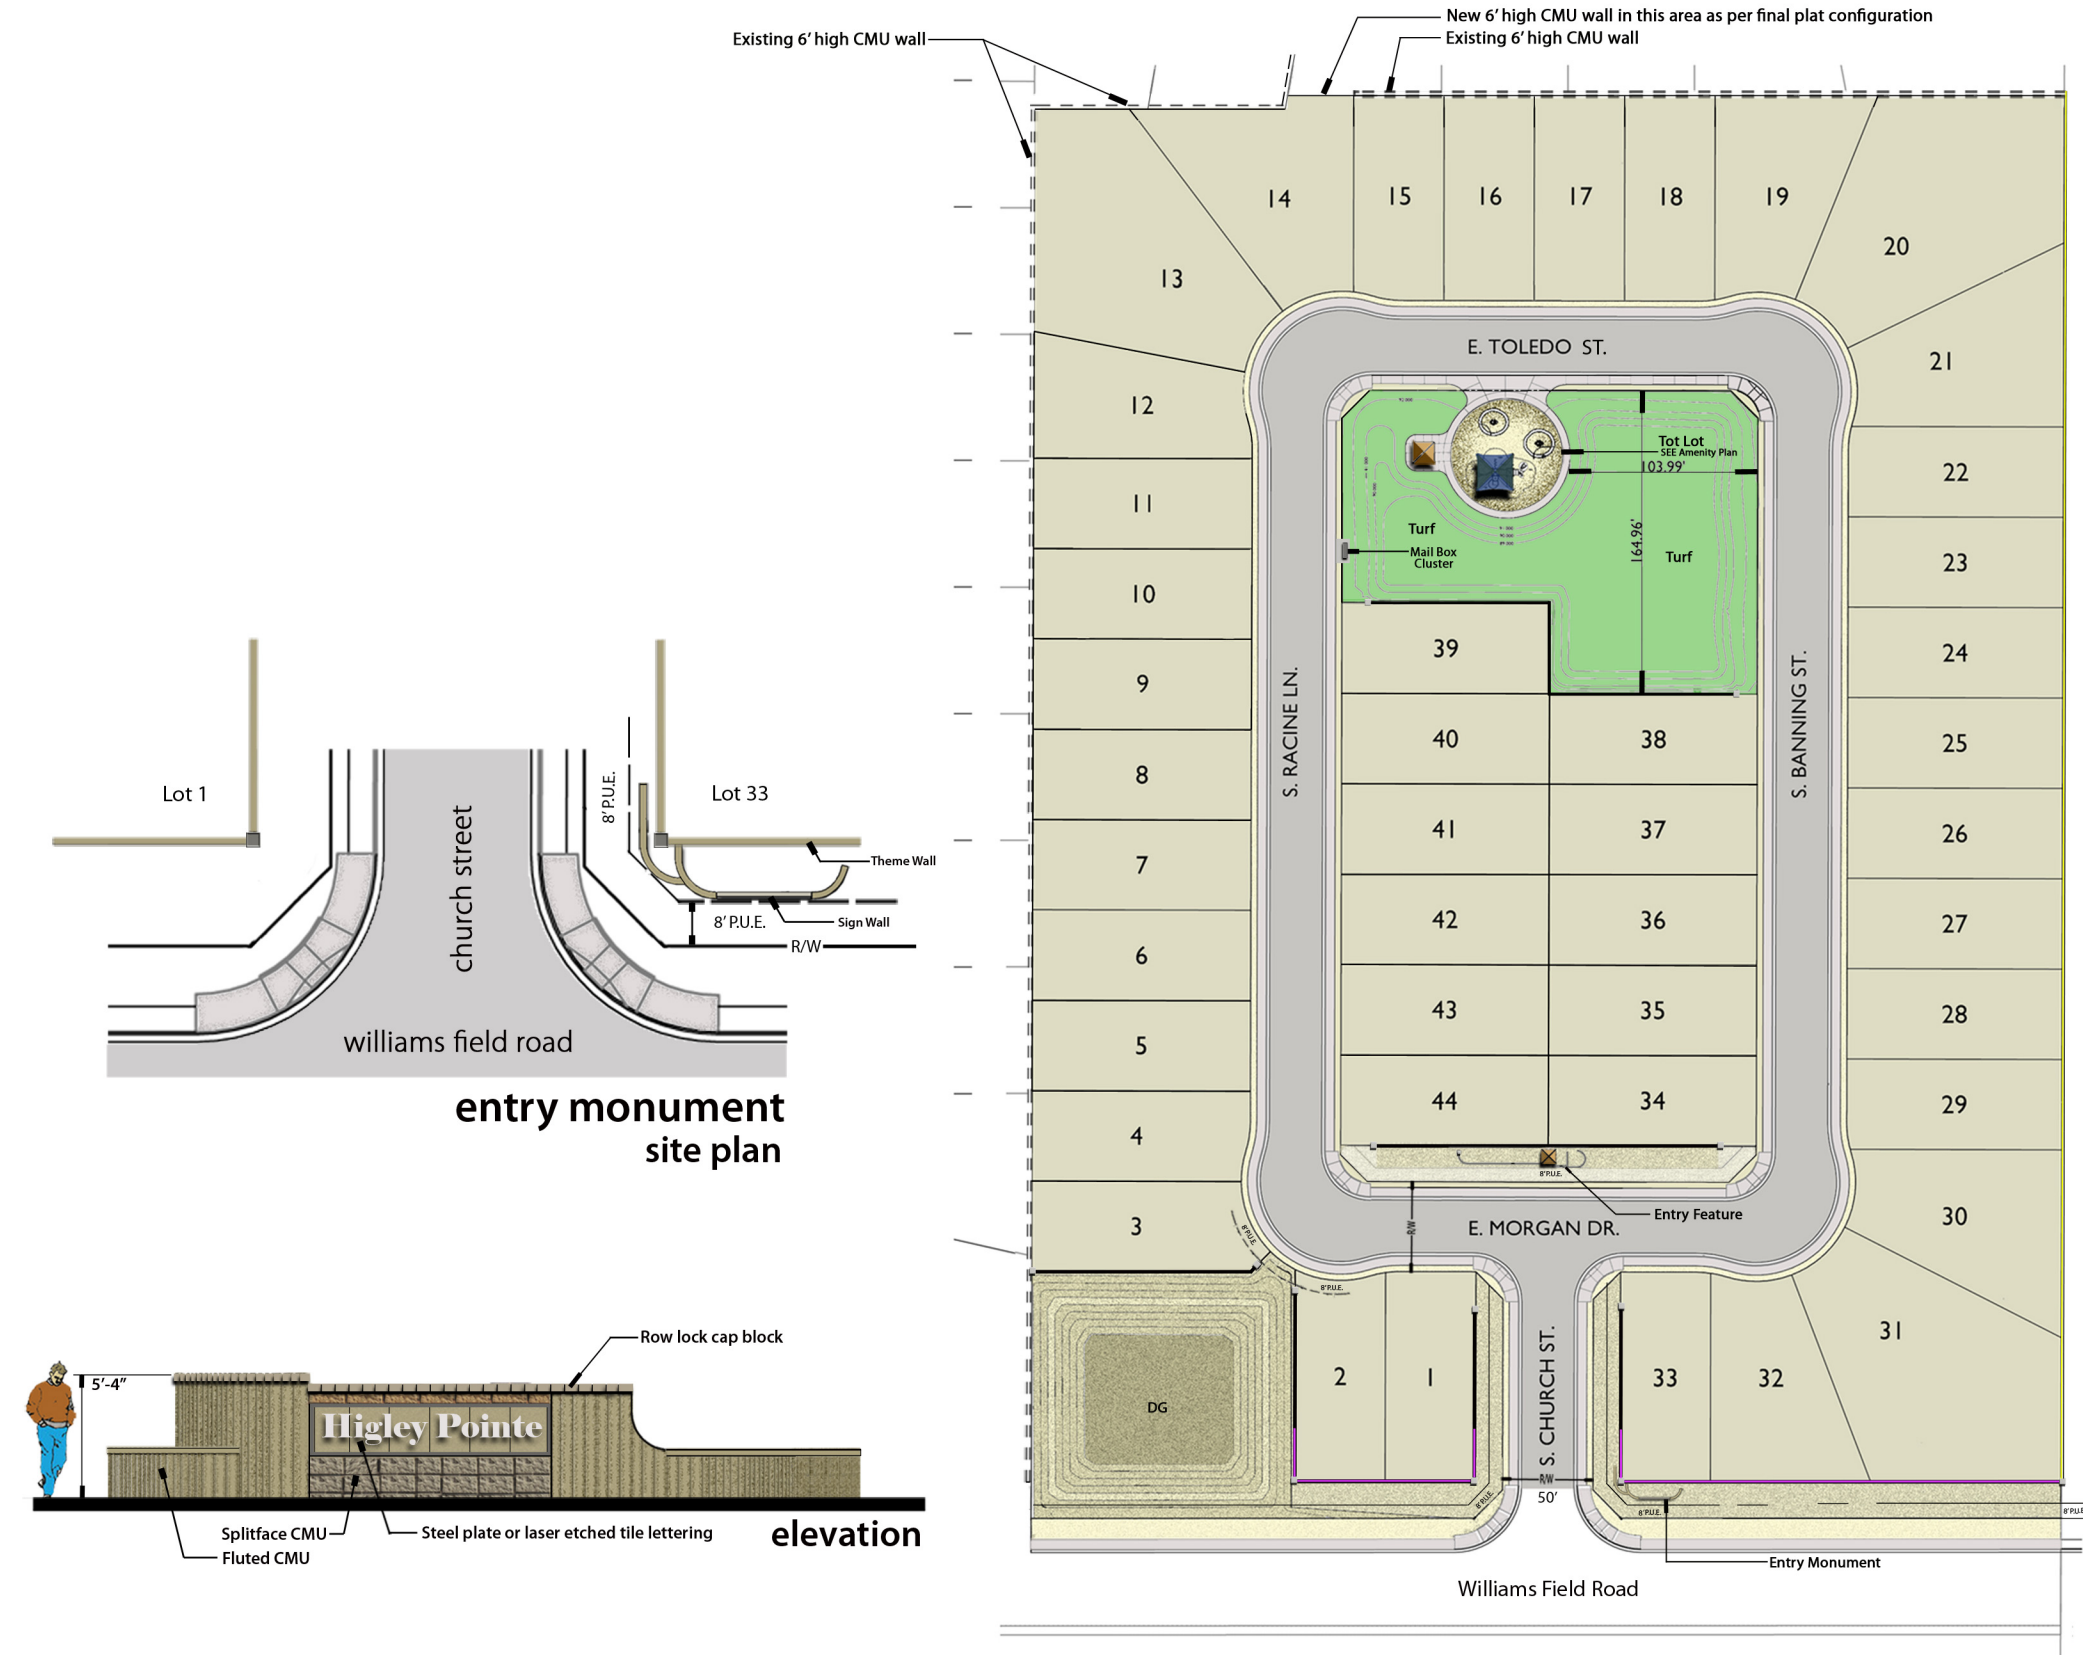 New 6' high CMU wall in this area as per final plat configuration
Existing 6' high CMU wall
Existing 6' high CMU wall
14
15
16
17
18
19
20
13
21
E. TOLEDO ST.
12
22
11
23
10
24
9
25
8
26
7
27
6
28
5
29
4
30
3
Tot Lot
SEE Amenity Plan
103.99'
164.96'
Turf
Turf
Mail Box
Cluster
39
40
38
41
37
42
36
43
35
44
34
S. RACINE LN.
S. BANNING ST.
8' P.U.E.
Entry Feature
E. MORGAN DR.
R/W
8' P.U.E.
8' P.U.E.
DG
2
1
S. CHURCH ST.
33
32
31
R/W
50'
8' P.U.E.
8' P.U.E.
8' P.U.E
Entry Monument
Williams Field Road
Lot 1
Lot 33
8' P.U.E.
church street
Theme Wall
Sign Wall
8' P.U.E.
R/W
williams field road
entry monument
site plan
Row lock cap block
5'-4"
Higley Pointe
Splitface CMU
Steel plate or laser etched tile lettering
Fluted CMU
elevation